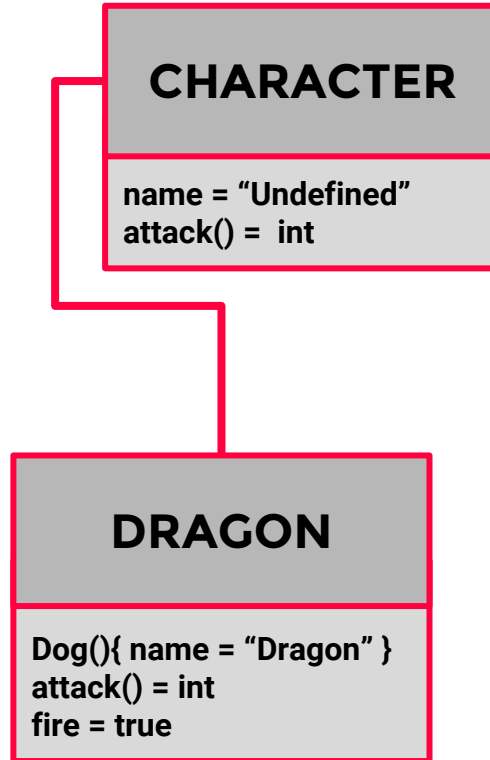 CHARACTER
name = “Undefined”
attack() =  int
DRAGON
Dog(){ name = “Dragon” }
attack() = int
fire = true